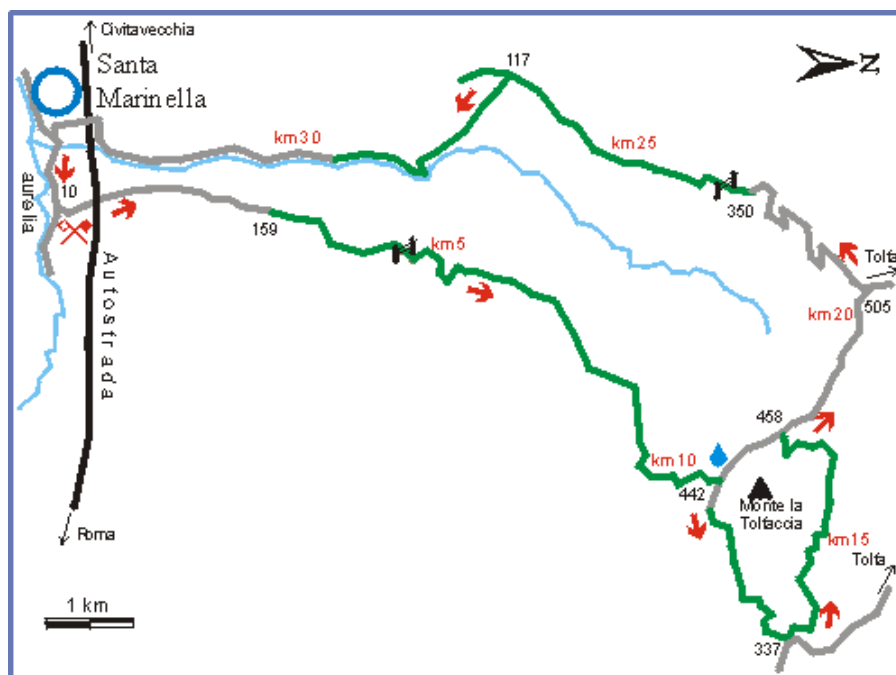 Civitavecchia
Santa
Marinella
N
117
km30
km25
10
aurelia
350
159
km5
Tolfa
505
km20
Autostrada
458
km10
442
Monte la
Tolfaccia
km15
Tolfa
Roma
1 km
337